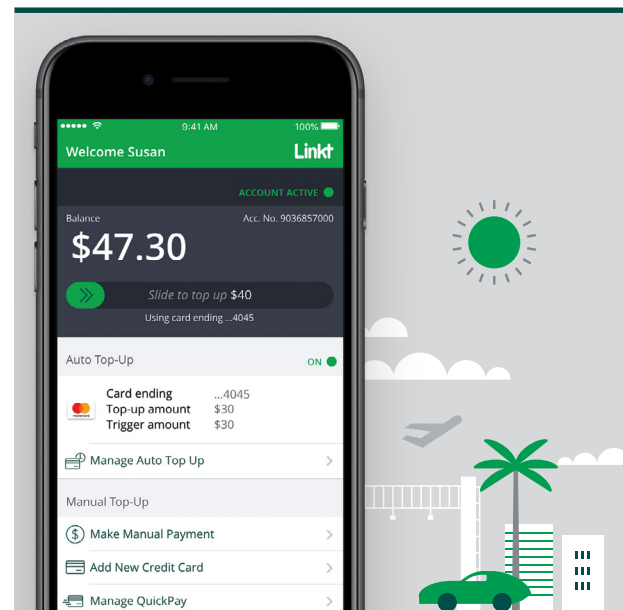 9:41 AM 100%
Welcome Susan Linkt
ACCOUNT ACTIVE
Balance Acc. No. 9036857000
$47.30
Slide to top up $40
Using card ending ...4045
Auto Top-Up ON
Card ending ...4045
Top-up amount $30
Trigger amount $30
mastercard
Manage Auto Top Up
Manual Top-Up
$ Make Manual Payment
Add New Credit Card
Manage QuickPay